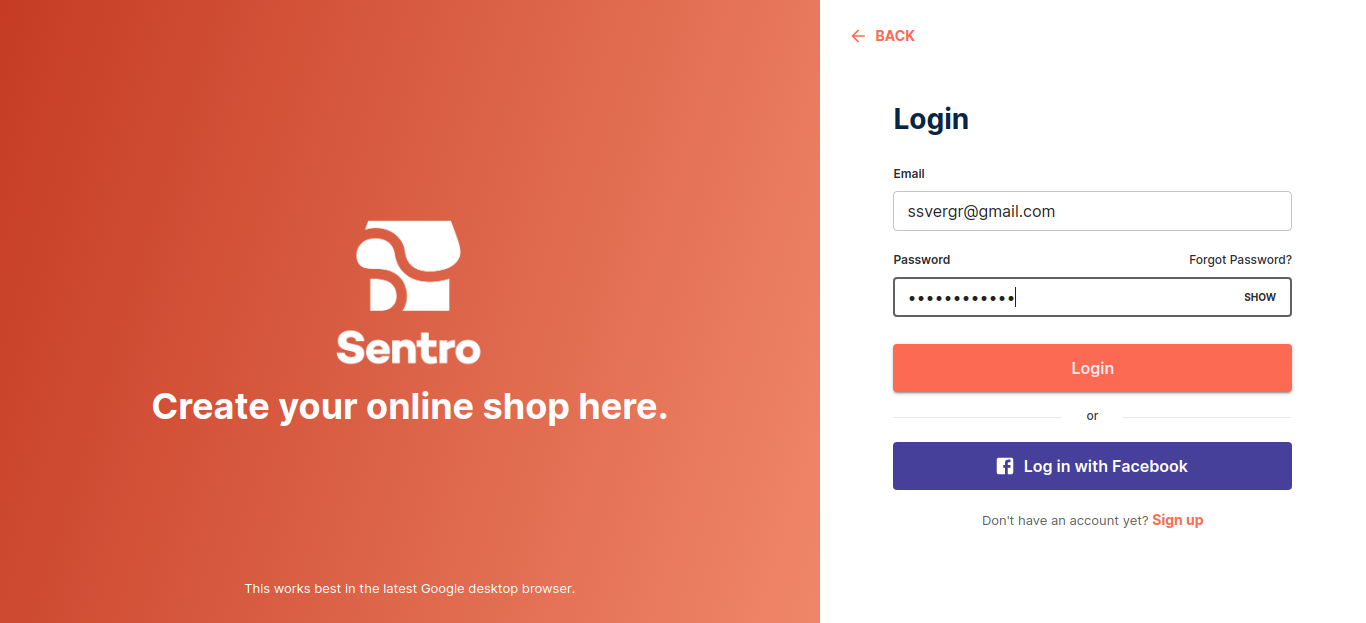 Sentro
Create your online shop here.
This works best in the latest Google desktop browser.
BACK
Login
Email
ssvergr@gmail.com
Password Forgot Password?
•••••••••••• SHOW
Login
or
Log in with Facebook
Don't have an account yet? Sign up